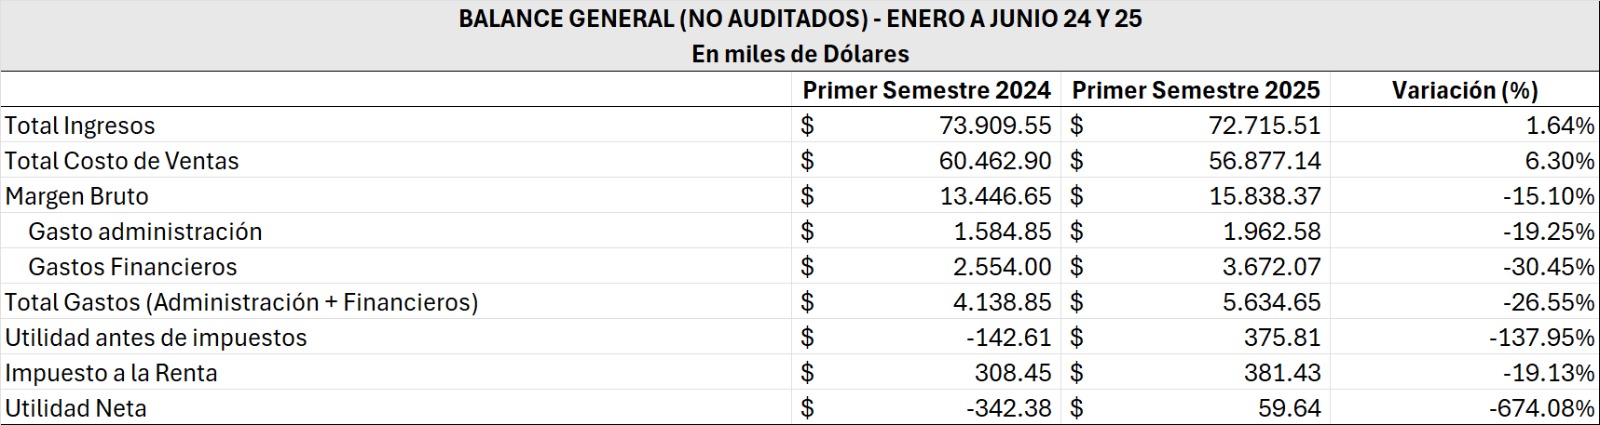 BALANCE GENERAL (NO AUDITADOS) - ENERO A JUNIO 24 Y 25
En miles de Dólares
Primer Semestre 2024 Primer Semestre 2025 Variación (%)
Total Ingresos $ 73.909.55 $ 72.715.51 1.64%
Total Costo de Ventas $ 60.462.90 $ 56.877.14 6.30%
Margen Bruto $ 13.446.65 $ 15.838.37 -15.10%
Gasto administración $ 1.584.85 $ 1.962.58 -19.25%
Gastos Financieros $ 2.554.00 $ 3.672.07 -30.45%
Total Gastos (Administración + Financieros) $ 4.138.85 $ 5.634.65 -26.55%
Utilidad antes de impuestos $ -142.61 $ 375.81 -137.95%
Impuesto a la Renta $ 308.45 $ 381.43 -19.13%
Utilidad Neta $ -342.38 $ 59.64 -674.08%